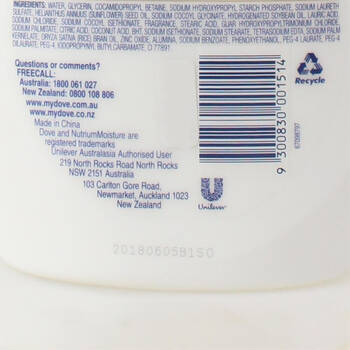 INGREDIENTS: WATER, GLYCERIN, COCAMIDOPROPYL BETAINE, SODIUM HYDROXYPROPYL STARCH PHOSPHATE, SODIUM LAURETH
SULFATE, HELIANTHUS ANNUUS (SUNFLOWER) SEED OIL, SODIUM COCOYL GLYCINATE, HYDROGENATED SOYBEAN OIL, LAURIC ACID,
SODIUM CHLORIDE, SODIUM COCOYL ISETHIONATE, FRAGRANCE, STEARIC ACID, GUAR HYDROXYPROPYLTRIMONIUM CHLORIDE,
SODIUM PALMITATE, CITRIC ACID, COCONUT ACID, BHT, SODIUM ISETHIONATE, SODIUM STEARATE, TETRASODIUM EDTA, SODIUM PALM
KERNELATE, ORYZA SATIVA (RICE) BRAN OIL, ZINC OXIDE, ALUMINA, SODIUM BENZOATE, PHENOXYETHANOL, PEG-4 LAURATE, PEG-4
DILAURATE, PEG-4, IODOPROPYNYL BUTYLCARBAMATE, CI 77891
Questions or comments?
FREECALL:
Australia: 1800 061 027
New Zealand: 0800 108 806
www.mydove.com
www.mydove.co.nz
Made in China
Dove and NutriumMoisture are
registered trademarks
Unilever Australasia Authorised User
219 North Rocks Road North Rocks
NSW 2151 Australia
103 Carlton Gore Road,
Newmarket, Auckland 1023
New Zealand
9 300830 001514
Recycle
67098797
Unilever
20180605B1SO